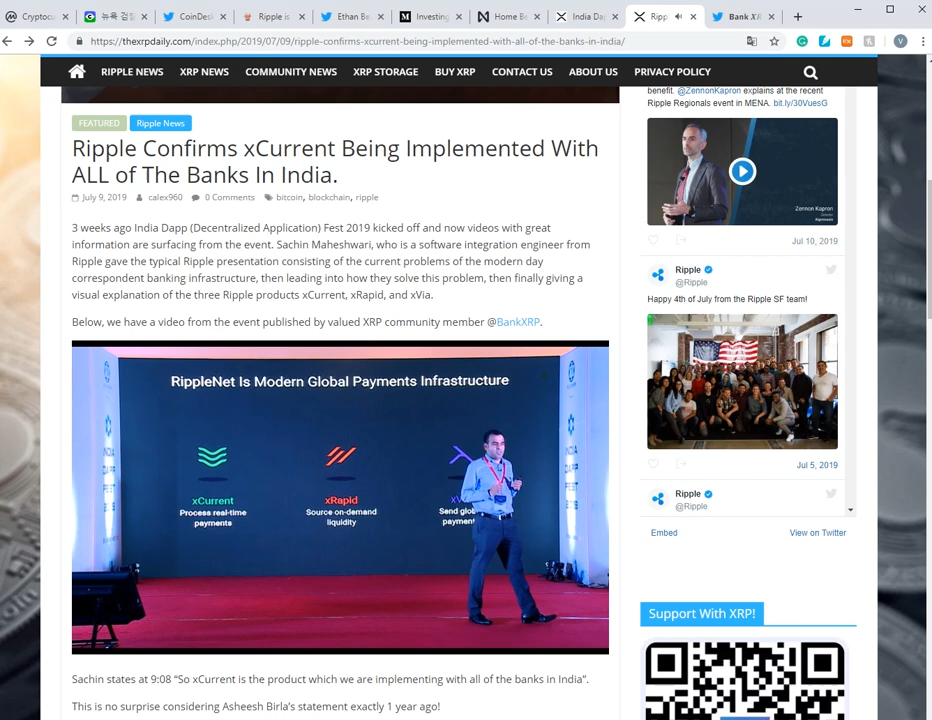 Cryptocu
뉴욕 검
CoinDesk
Ripple is
Ethan Be
Investing
Home Be
India Da
Ripp
Bank XR
https://thexrpdaily.com/index.php/2019/07/09/ripple-confirms-xcurrent-being-implemented-with-all-of-the-banks-in-india/
V
RIPPLE NEWS XRP NEWS COMMUNITY NEWS XRP STORAGE BUY XRP CONTACT US ABOUT US PRIVACY POLICY
FEATURED Ripple News
Ripple Confirms xCurrent Being Implemented With
ALL of The Banks In India.
July 9, 2019 calex960 0 Comments bitcoin, blockchain, ripple
3 weeks ago India Dapp (Decentralized Application) Fest 2019 kicked off and now videos with great
information are surfacing from the event. Sachin Maheshwari, who is a software integration engineer from
Ripple gave the typical Ripple presentation consisting of the current problems of the modern day
correspondent banking infrastructure, then leading into how they solve this problem, then finally giving a
visual explanation of the three Ripple products xCurrent, xRapid, and xVia.
Below, we have a video from the event published by valued XRP community member @BankXRP.
RippleNet Is Modern Global Payments Infrastructure
xCurrent
Process real-time
payments
xRapid
Source on-demand
liquidity
Send glo
payment
INDIA
DAPP
FEST
Sachin states at 9:08 “So xCurrent is the product which we are implementing with all of the banks in India”.
This is no surprise considering Asheesh Birla’s statement exactly 1 year ago!
benefit. @ZennonKapron explains at the recent
Ripple Regionals event in MENA. bit.ly/30VuesG
Zennon Kapron
Director
Jul 10, 2019
Ripple
@Ripple
Happy 4th of July from the Ripple SF team!
Jul 5, 2019
Ripple
@Ripple
Embed View on Twitter
Support With XRP!